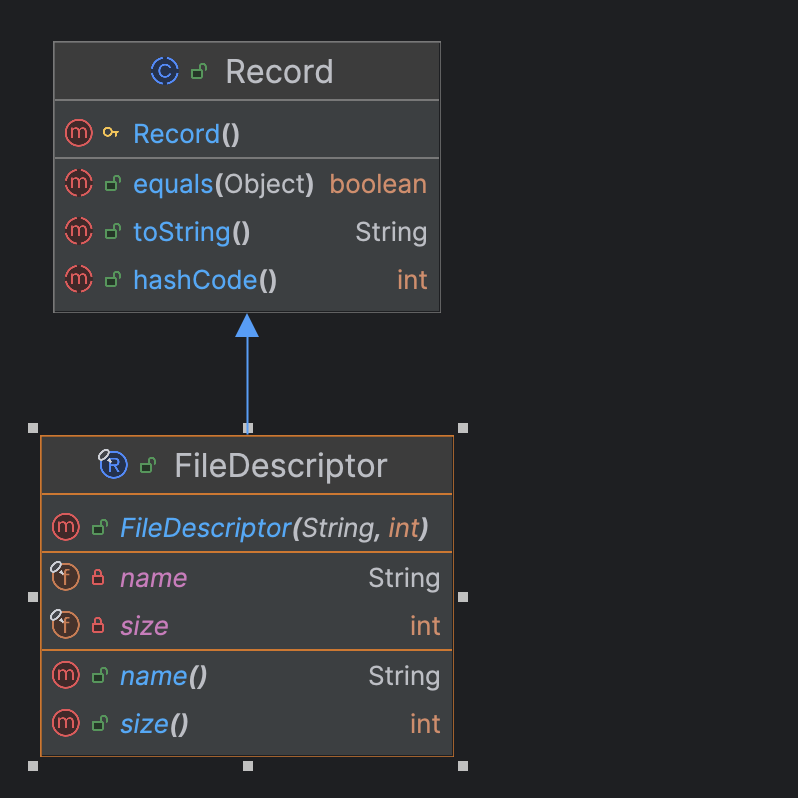 Record
Record()
equals(Object) boolean
toString() String
hashCode() int
FileDescriptor
FileDescriptor(String, int)
name String
size int
name() String
size() int